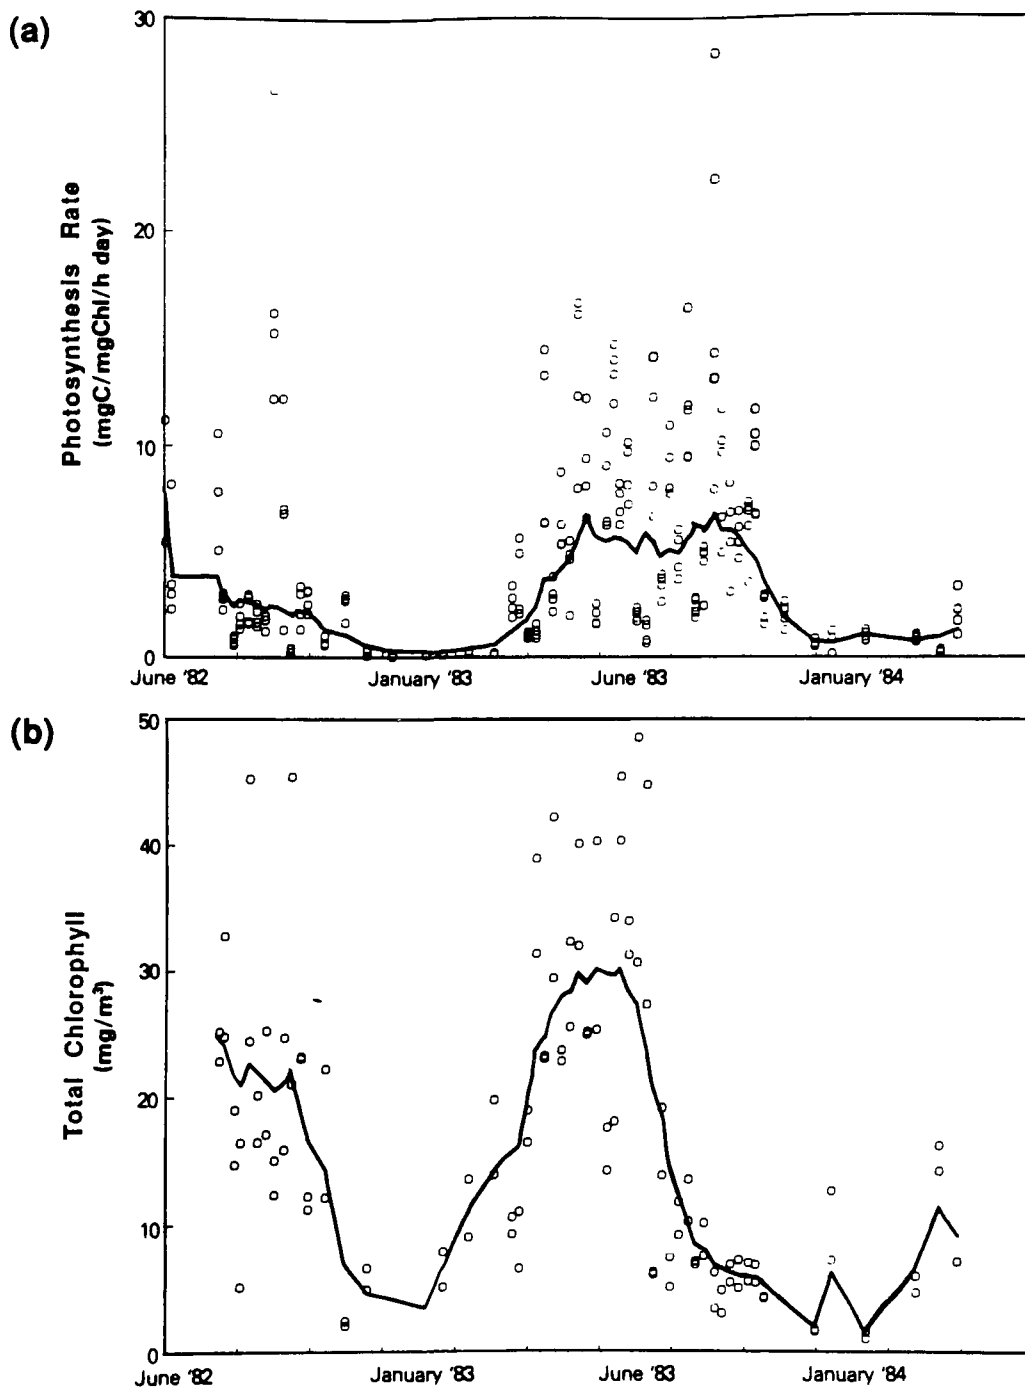 (a)
30
20
10
0
Photosynthesis Rate
(mgC/mgChl/h day)
June '82
January '83
June '83
January '84
(b)
50
40
30
20
10
0
Total Chlorophyll
(mg/m³)
June '82
January '83
June '83
January '84